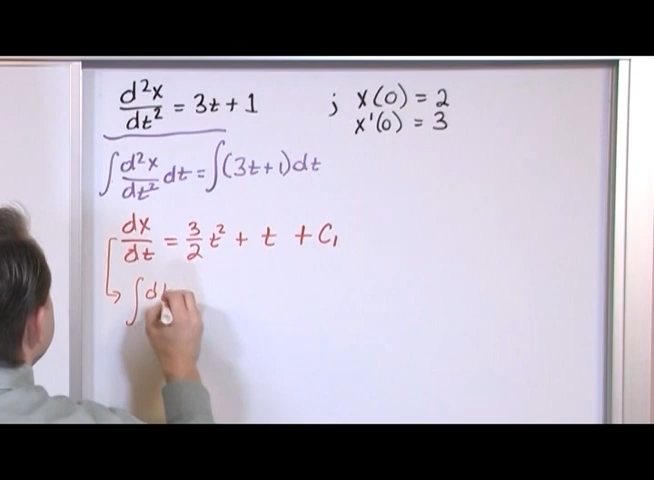 d²x/dt² = 3t + 1 ; x(0) = 2
x'(0) = 3
∫ d²x/dt² dt = ∫(3t+1)dt
dx/dt = 3/2 t² + t + C₁
∫ d